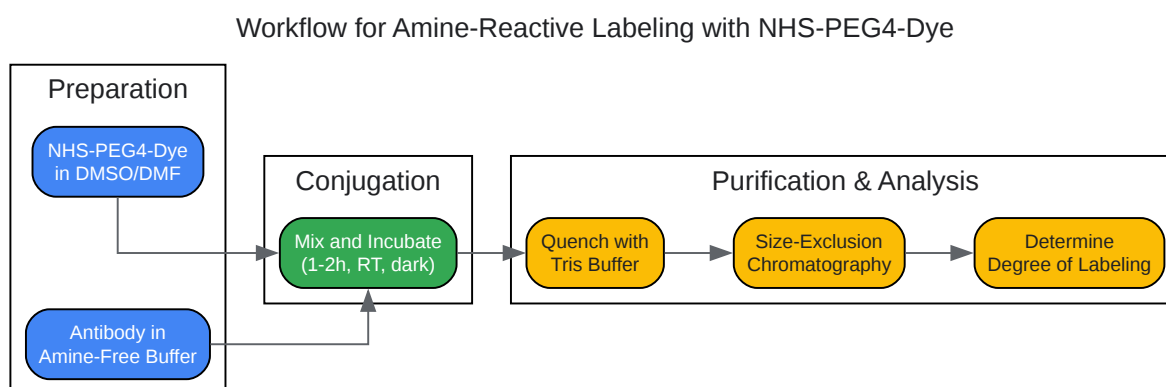 Workflow for Amine-Reactive Labeling with NHS-PEG4-Dye
Preparation
NHS-PEG4-Dye
in DMSO/DMF
Antibody in
Amine-Free Buffer
Conjugation
Mix and Incubate
(1-2h, RT, dark)
Purification & Analysis
Quench with
Tris Buffer
Size-Exclusion
Chromatography
Determine
Degree of Labeling